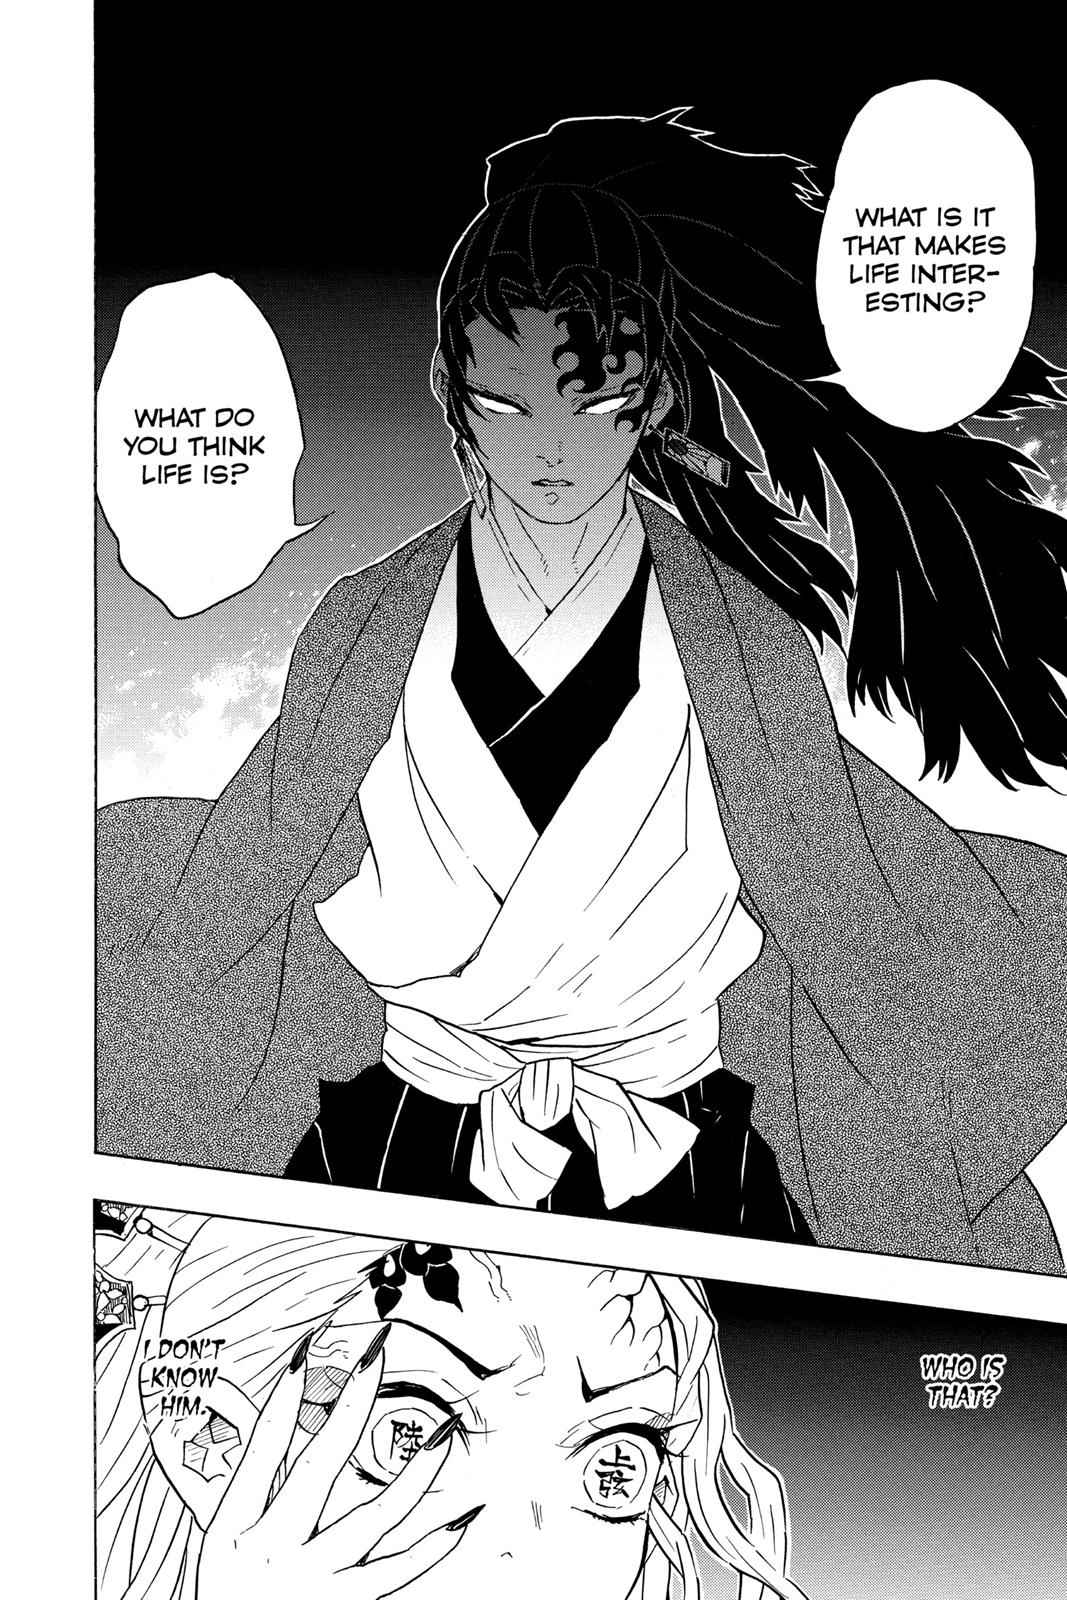 WHAT IS IT
THAT MAKES
LIFE INTER-
ESTING?
WHAT DO
YOU THINK
LIFE IS?
WHO IS
THAT?
I DON'T
KNOW
HIM.
上弦
陸